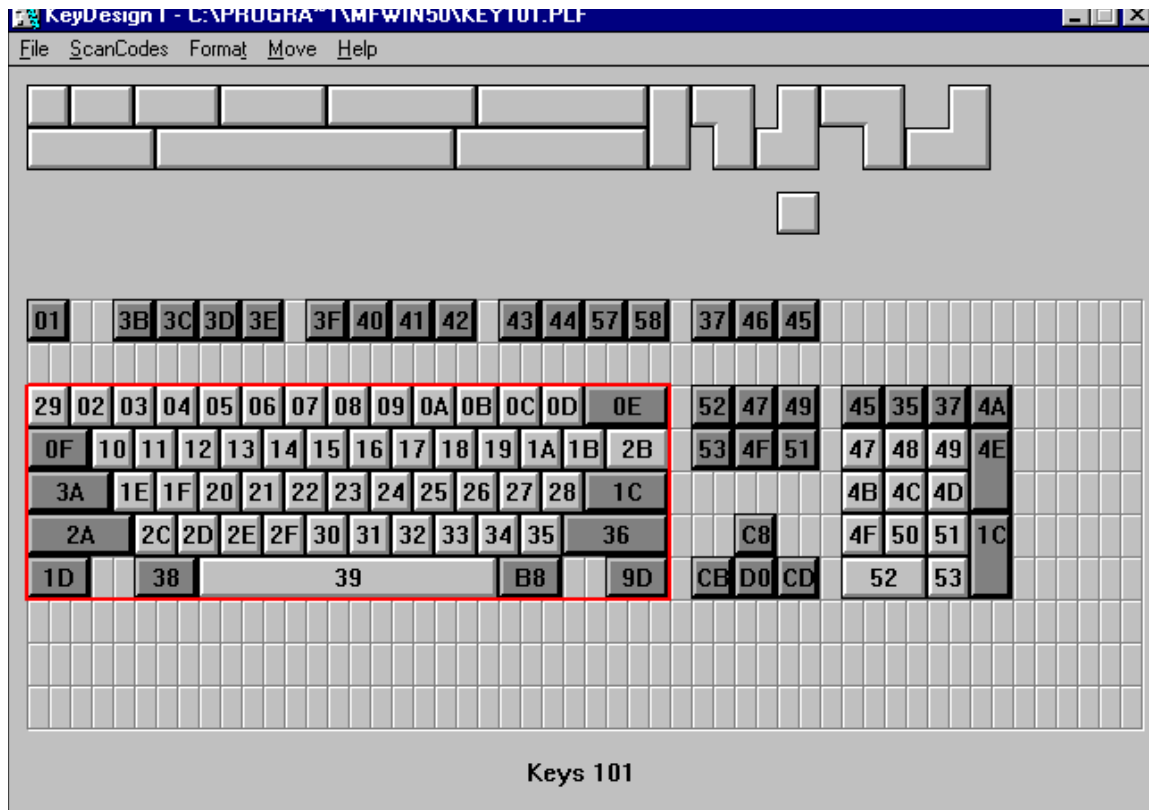 KeyDesign I - C:\PROGRA~1\MFWIN50\KEY101.PLF
File ScanCodes Format Move Help
01 3B 3C 3D 3E 3F 40 41 42 43 44 57 58 37 46 45
29 02 03 04 05 06 07 08 09 0A 0B 0C 0D 0E 52 47 49 45 35 37 4A
0F 10 11 12 13 14 15 16 17 18 19 1A 1B 2B 53 4F 51 47 48 49 4E
3A 1E 1F 20 21 22 23 24 25 26 27 28 1C 4B 4C 4D
2A 2C 2D 2E 2F 30 31 32 33 34 35 36 C8 4F 50 51 1C
1D 38 39 B8 9D CB D0 CD 52 53
Keys 101